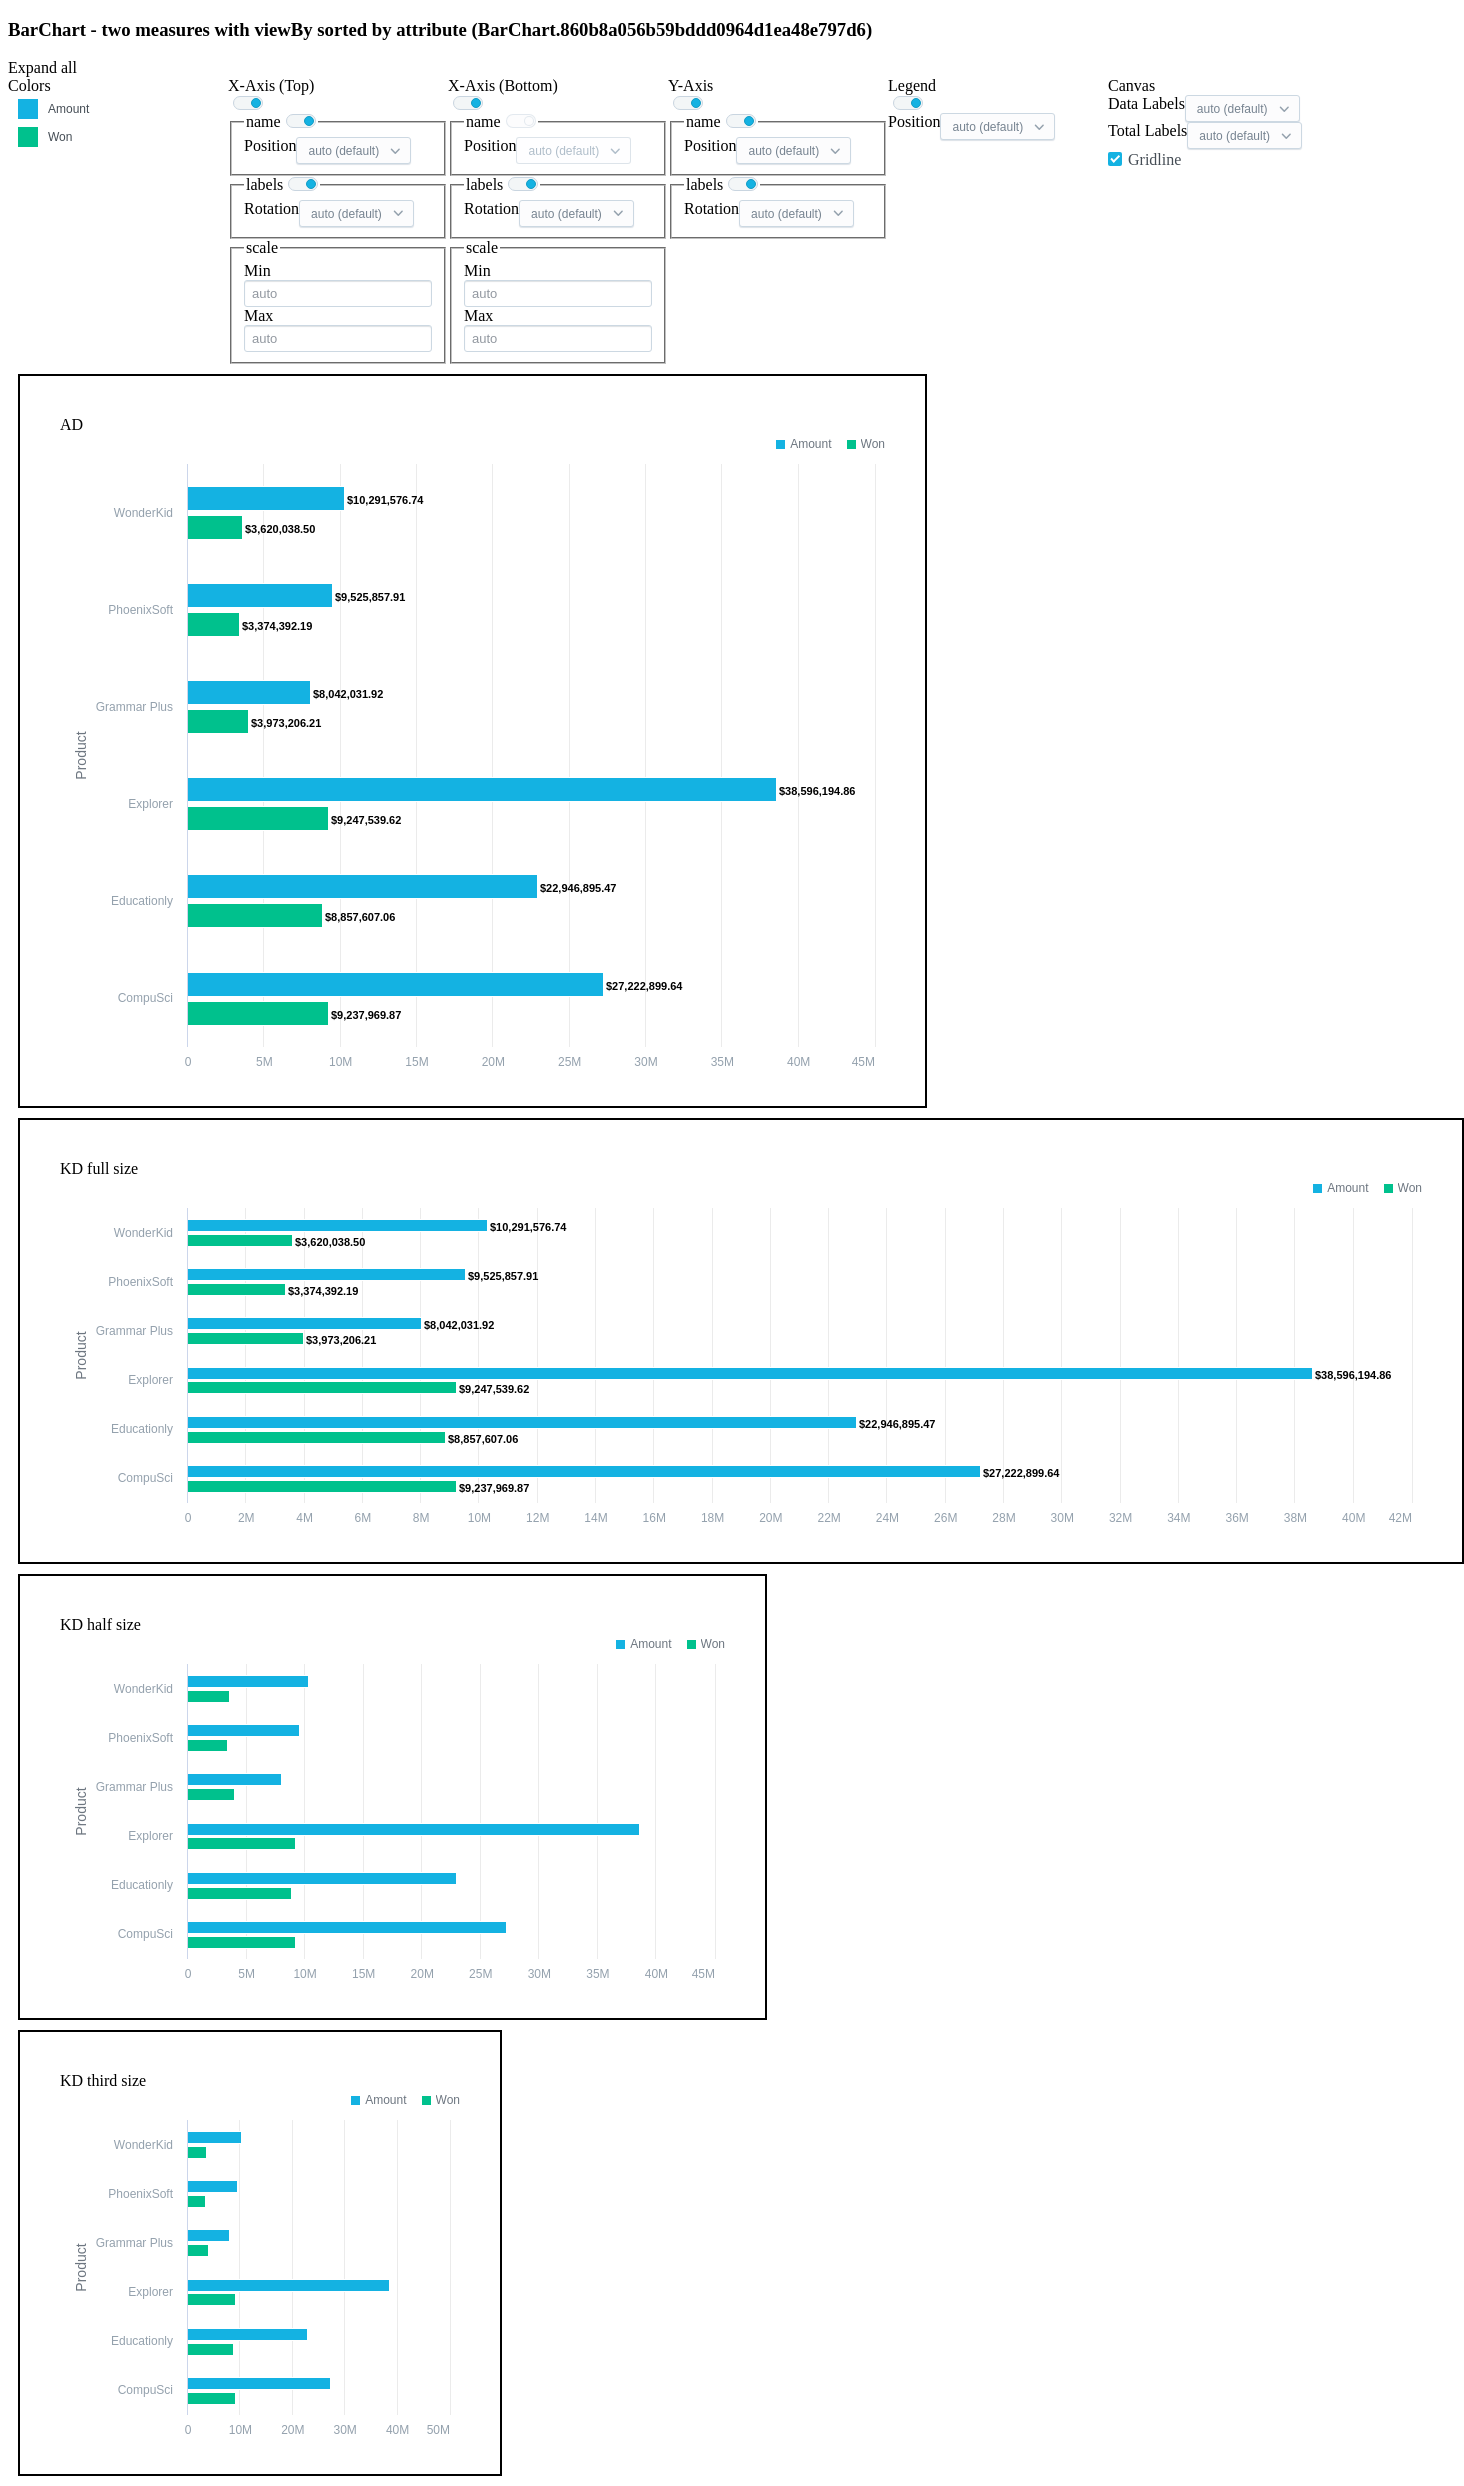 BarChart - two measures with viewBy sorted by attribute (BarChart.860b8a056b59bddd0964d1ea48e797d6)
Expand all
Colors
Amount
Won
X-Axis (Top)
name
Position auto (default)
labels
Rotation auto (default)
scale
Min
auto
Max
auto
X-Axis (Bottom)
name
Position auto (default)
labels
Rotation auto (default)
scale
Min
auto
Max
auto
Y-Axis
name
Position auto (default)
labels
Rotation auto (default)
Legend
Position auto (default)
Canvas
Data Labels auto (default)
Total Labels auto (default)
Gridline
AD
Amount Won
Product
WonderKid
$10,291,576.74
$3,620,038.50
PhoenixSoft
$9,525,857.91
$3,374,392.19
Grammar Plus
$8,042,031.92
$3,973,206.21
Explorer
$38,596,194.86
$9,247,539.62
Educationly
$22,946,895.47
$8,857,607.06
CompuSci
$27,222,899.64
$9,237,969.87
0 5M 10M 15M 20M 25M 30M 35M 40M 45M
KD full size
Amount Won
Product
WonderKid
$10,291,576.74
$3,620,038.50
PhoenixSoft
$9,525,857.91
$3,374,392.19
Grammar Plus
$8,042,031.92
$3,973,206.21
Explorer
$38,596,194.86
$9,247,539.62
Educationly
$22,946,895.47
$8,857,607.06
CompuSci
$27,222,899.64
$9,237,969.87
0 2M 4M 6M 8M 10M 12M 14M 16M 18M 20M 22M 24M 26M 28M 30M 32M 34M 36M 38M 40M 42M
KD half size
Amount Won
Product
WonderKid
PhoenixSoft
Grammar Plus
Explorer
Educationly
CompuSci
0 5M 10M 15M 20M 25M 30M 35M 40M 45M
KD third size
Amount Won
Product
WonderKid
PhoenixSoft
Grammar Plus
Explorer
Educationly
CompuSci
0 10M 20M 30M 40M 50M